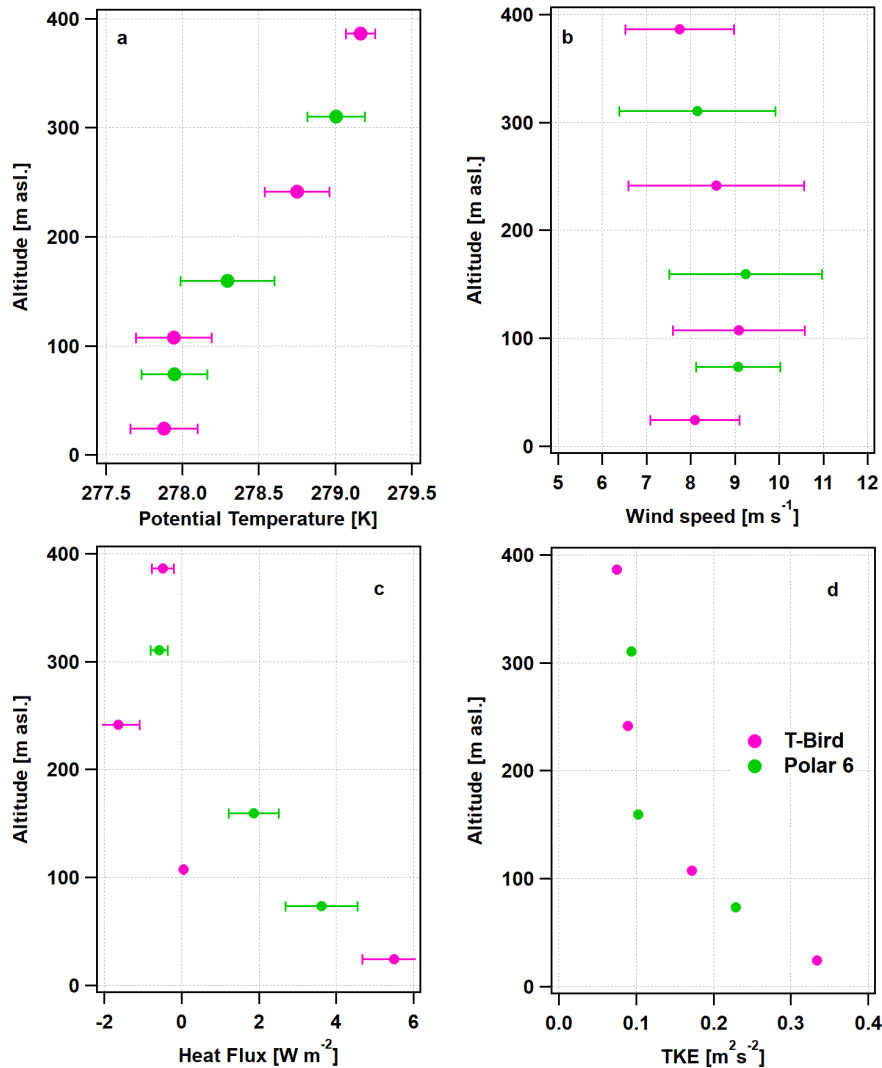 a
400
300
200
100
0
Altitude [m asl.]
277.5 278.0 278.5 279.0 279.5
Potential Temperature [K]
b
400
300
200
100
0
Altitude [m asl.]
5 6 7 8 9 10 11 12
Wind speed [m s⁻¹]
c
400
300
200
100
0
Altitude [m asl.]
-2 0 2 4 6
Heat Flux [W m⁻²]
d
400
300
200
100
0
Altitude [m asl.]
T-Bird
Polar 6
0.0 0.1 0.2 0.3 0.4
TKE [m²s⁻²]